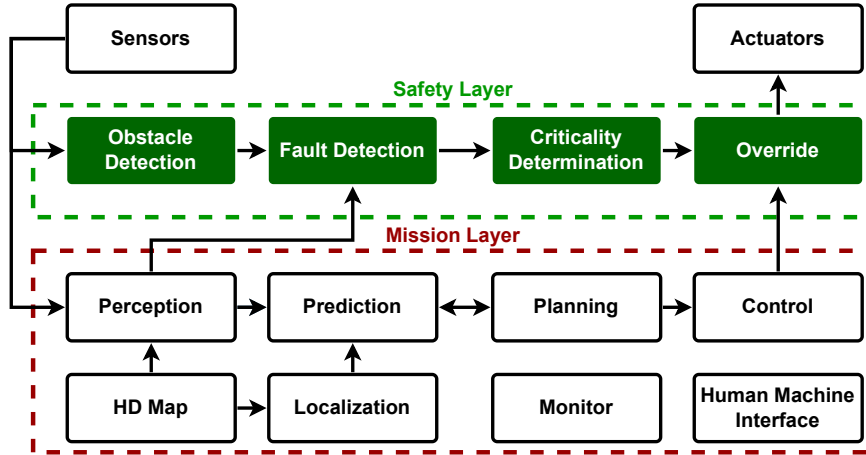 Sensors
Actuators
Safety Layer
Obstacle
Detection
Fault Detection
Criticality
Determination
Override
Mission Layer
Perception
Prediction
Planning
Control
HD Map
Localization
Monitor
Human Machine
Interface